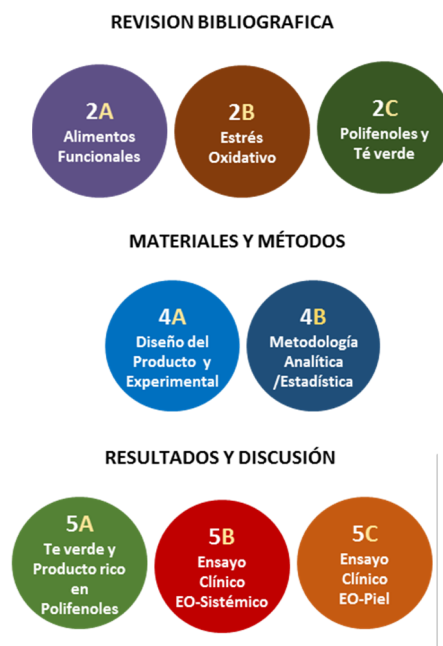 REVISION BIBLIOGRAFICA
2A
Alimentos
Funcionales
2B
Estrés
Oxidativo
2C
Polifenoles y
Té verde
MATERIALES Y MÉTODOS
4A
Diseño del
Producto y
Experimental
4B
Metodología
Analítica
/Estadística
RESULTADOS Y DISCUSIÓN
5A
Te verde y
Producto rico
en
Polifenoles
5B
Ensayo
Clínico
EO-Sistémico
5C
Ensayo
Clínico
EO-Piel